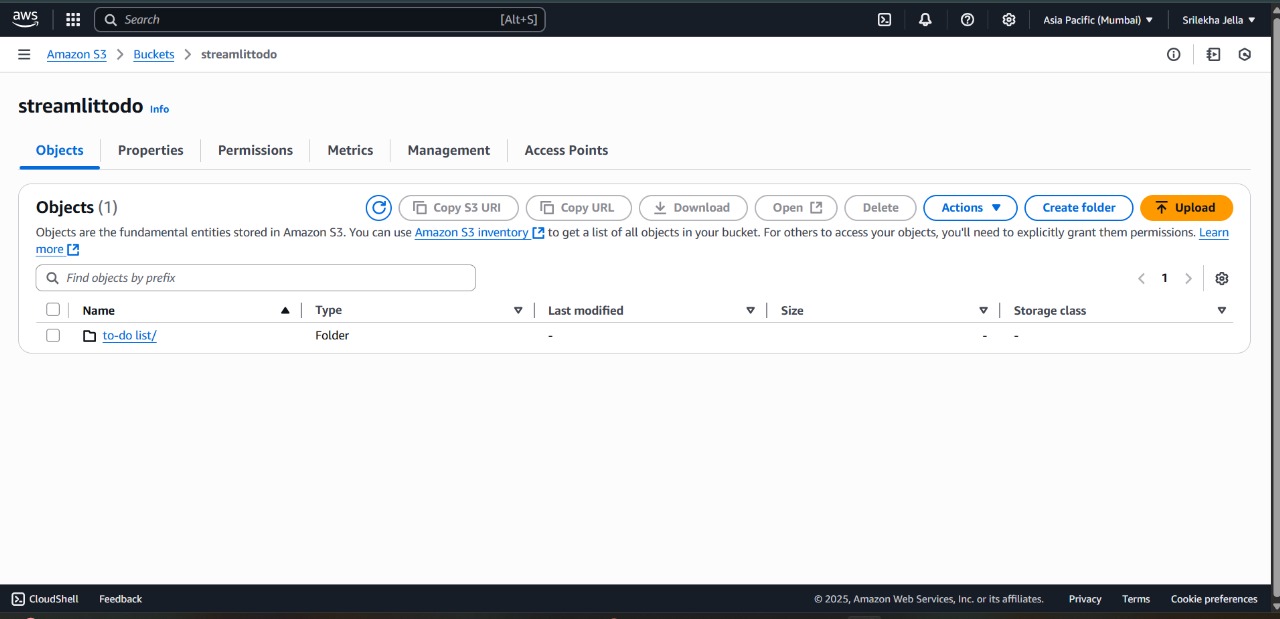 aws Search [Alt+S] Asia Pacific (Mumbai) Srilekha Jella
Amazon S3 Buckets streamlittodo
streamlittodo Info
Objects Properties Permissions Metrics Management Access Points
Objects (1) Copy S3 URI Copy URL Download Open Delete Actions Create folder Upload
Objects are the fundamental entities stored in Amazon S3. You can use Amazon S3 inventory to get a list of all objects in your bucket. For others to access your objects, you'll need to explicitly grant them permissions. Learn
more
Find objects by prefix 1
Name Type Last modified Size Storage class
to-do list/ Folder - - -
CloudShell Feedback © 2025, Amazon Web Services, Inc. or its affiliates. Privacy Terms Cookie preferences